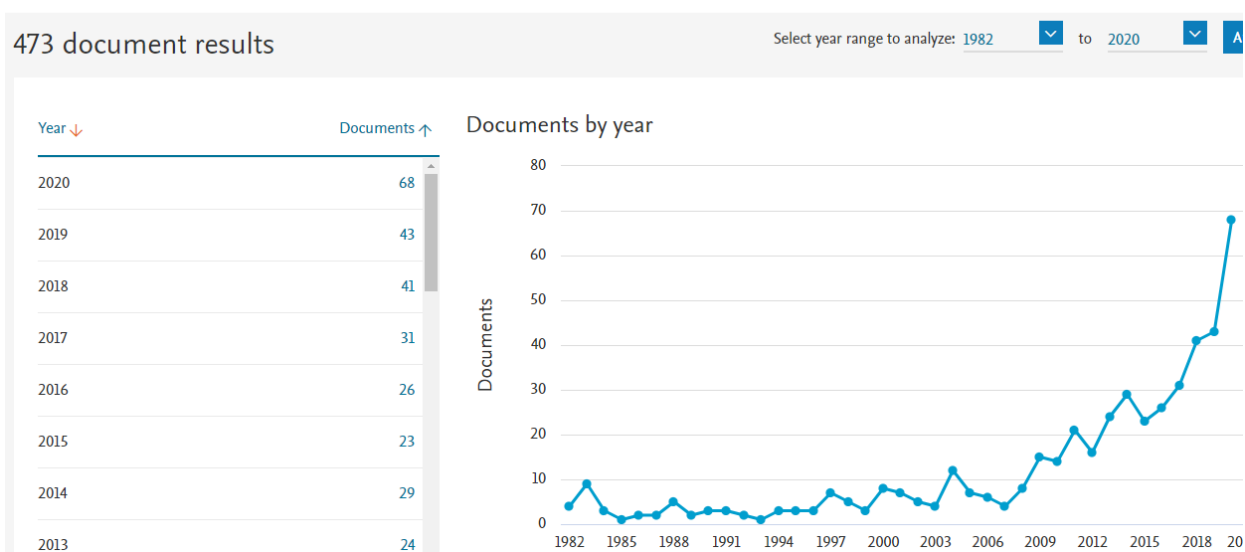 473 document results
Select year range to analyze: 1982 to 2020 A
Year Documents
2020 68
2019 43
2018 41
2017 31
2016 26
2015 23
2014 29
2013 24
Documents by year
Documents
80
70
60
50
40
30
20
10
0
1982 1985 1988 1991 1994 1997 2000 2003 2006 2009 2012 2015 2018 20